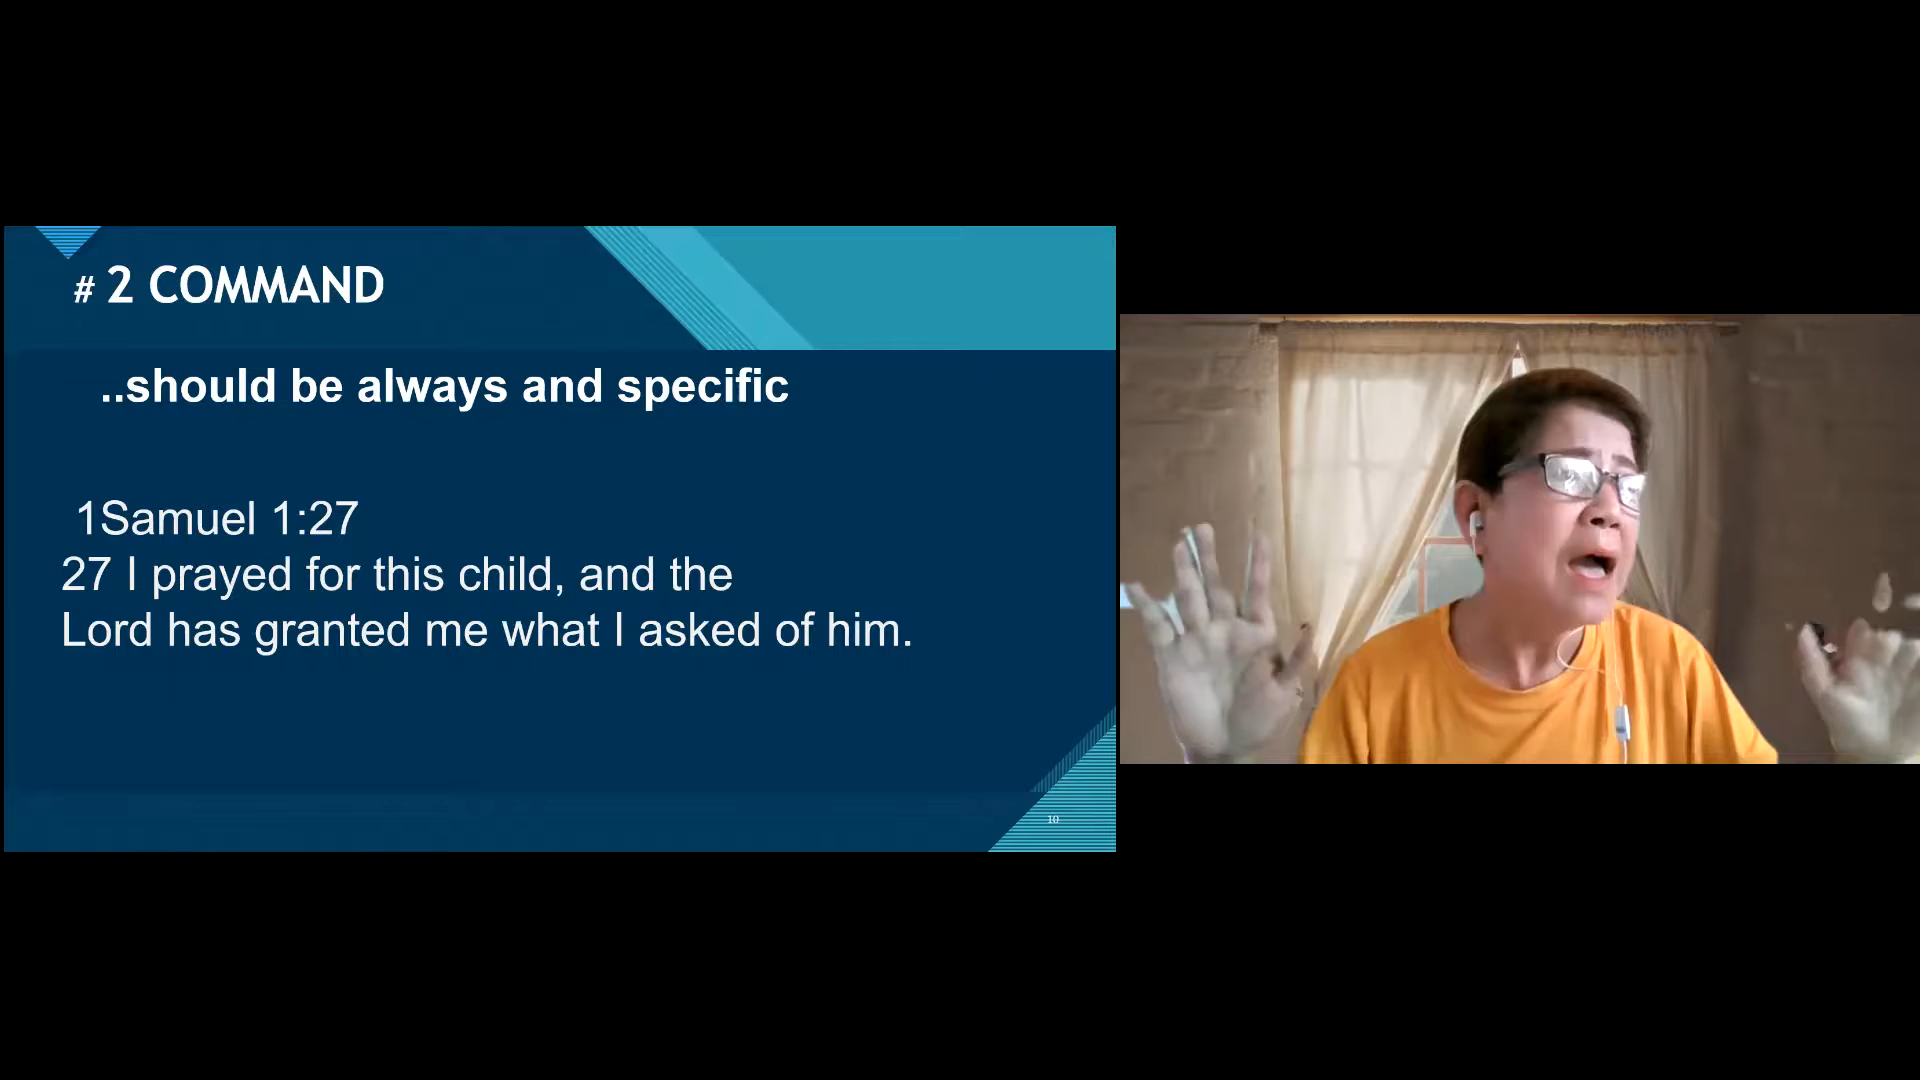 # 2 COMMAND
..should be always and specific
1Samuel 1:27
27 I prayed for this child, and the
Lord has granted me what I asked of him.
10